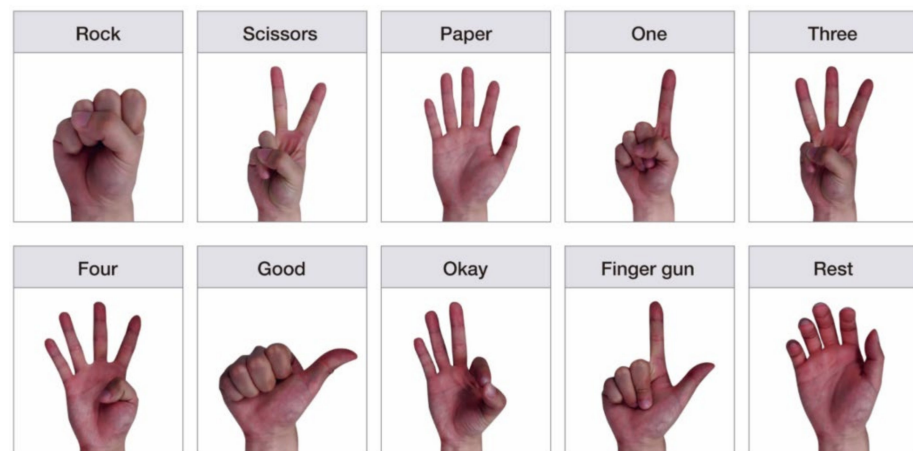 Rock
Scissors
Paper
One
Three
Four
Good
Okay
Finger gun
Rest